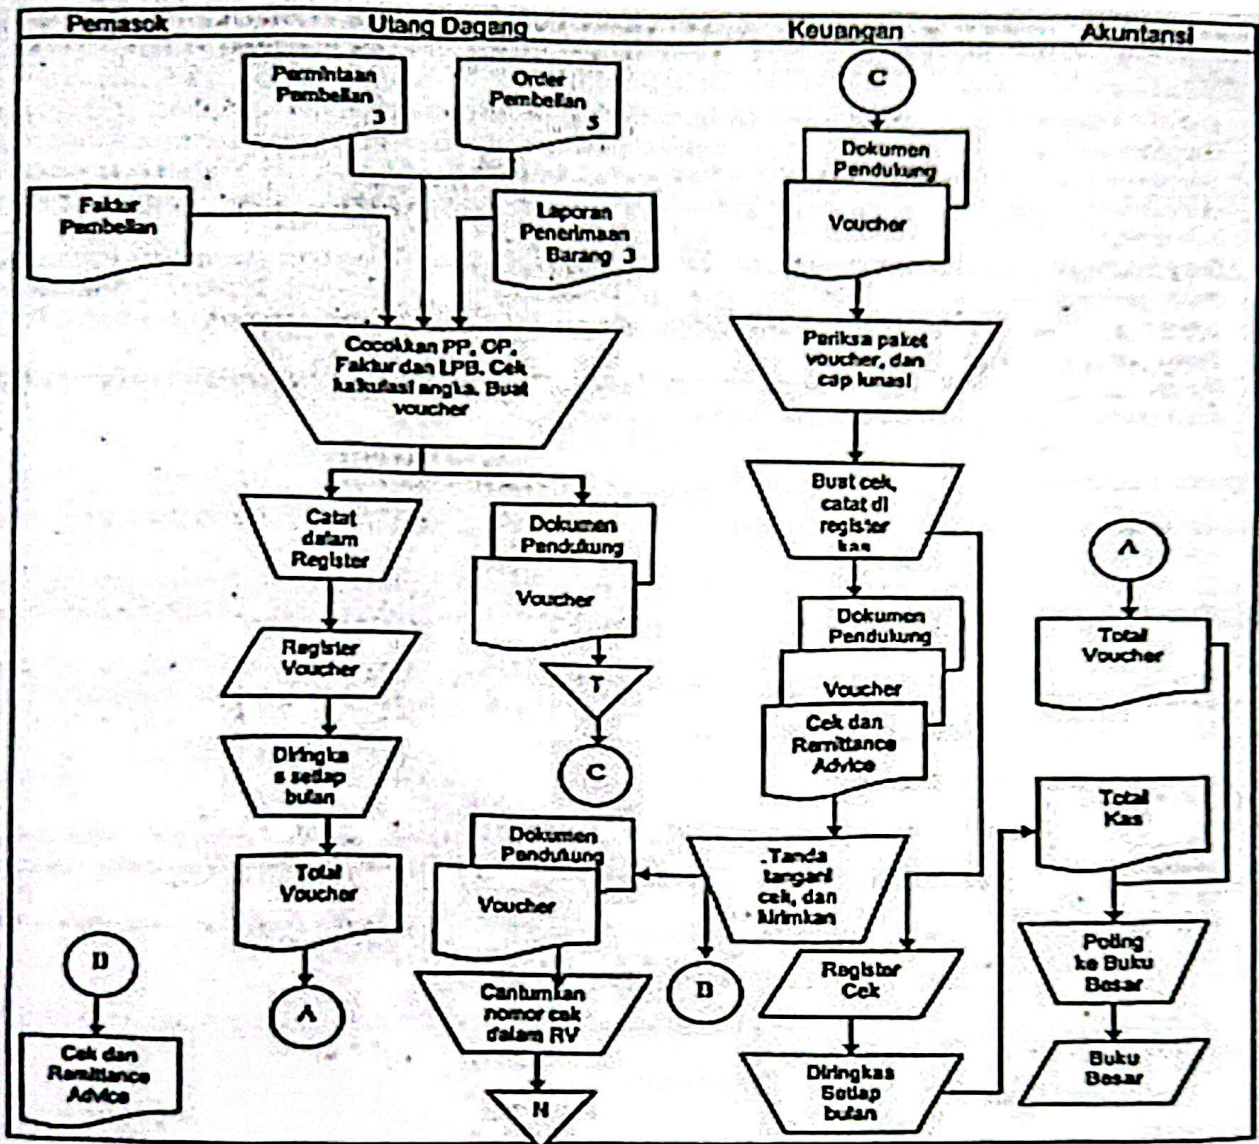 Pemasok
Utang Dagang
Keuangan
Akuntansi
Permintaan
Pembelian
3
Order
Pembelian
5
Faktur
Pembelian
Laporan
Penerimaan
Barang 3
Cocokkan PP, OP,
Faktur dan LPB. Cek
kalkulasi angka. Buat
voucher
Catat
dalam
Register
Register
Voucher
Diringka
s setiap
bulan
Total
Voucher
A
Dokumen
Pendukung
Voucher
T
C
Dokumen
Pendukung
Voucher
Cantumkan
nomor cek
dalam RV
N
B
Cek dan
Remittance
Advice
C
Dokumen
Pendukung
Voucher
Periksa paket
voucher, dan
cap lunasi
Buat cek,
catat di
register
kas
Dokumen
Pendukung
Voucher
Cek dan
Remittance
Advice
Tanda
tangani
cek, dan
kirimkan
B
Register
Cek
Diringkas
Setiap
bulan
A
Total
Voucher
Total
Kas
Poting
ke Buku
Besar
Buku
Besar